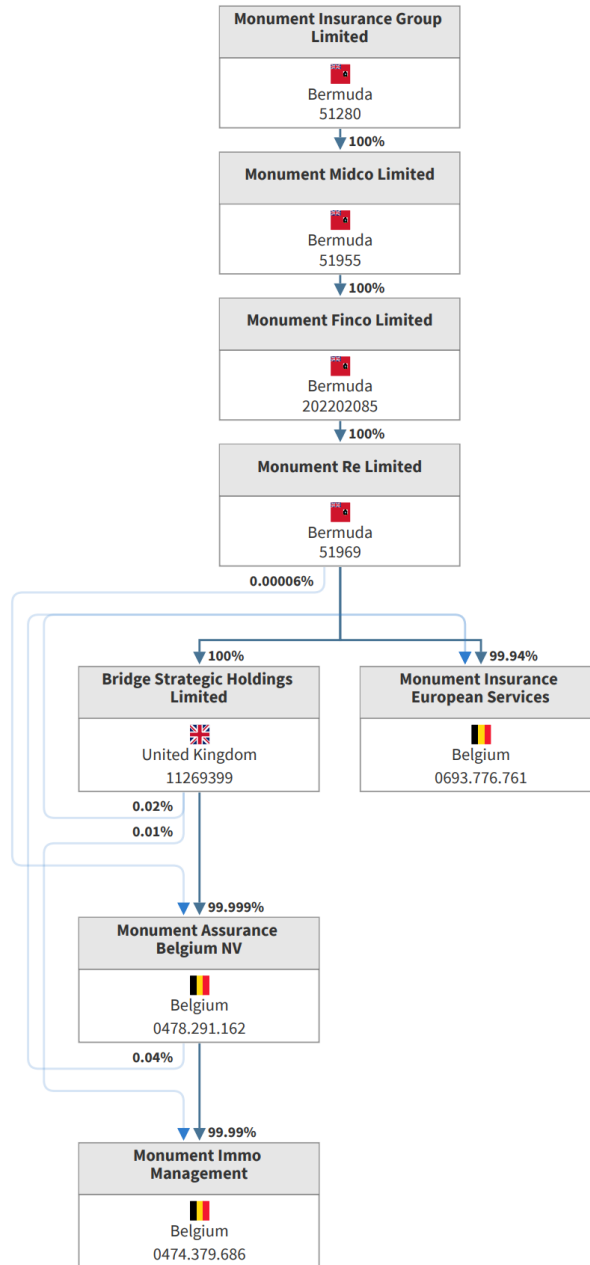 Monument Insurance Group
Limited
Bermuda
51280
100%
Monument Midco Limited
Bermuda
51955
100%
Monument Finco Limited
Bermuda
202202085
100%
Monument Re Limited
Bermuda
51969
0.00006%
100%
99.94%
Bridge Strategic Holdings
Limited
United Kingdom
11269399
Monument Insurance
European Services
Belgium
0693.776.761
0.02%
0.01%
99.999%
Monument Assurance
Belgium NV
Belgium
0478.291.162
0.04%
99.99%
Monument Immo
Management
Belgium
0474.379.686